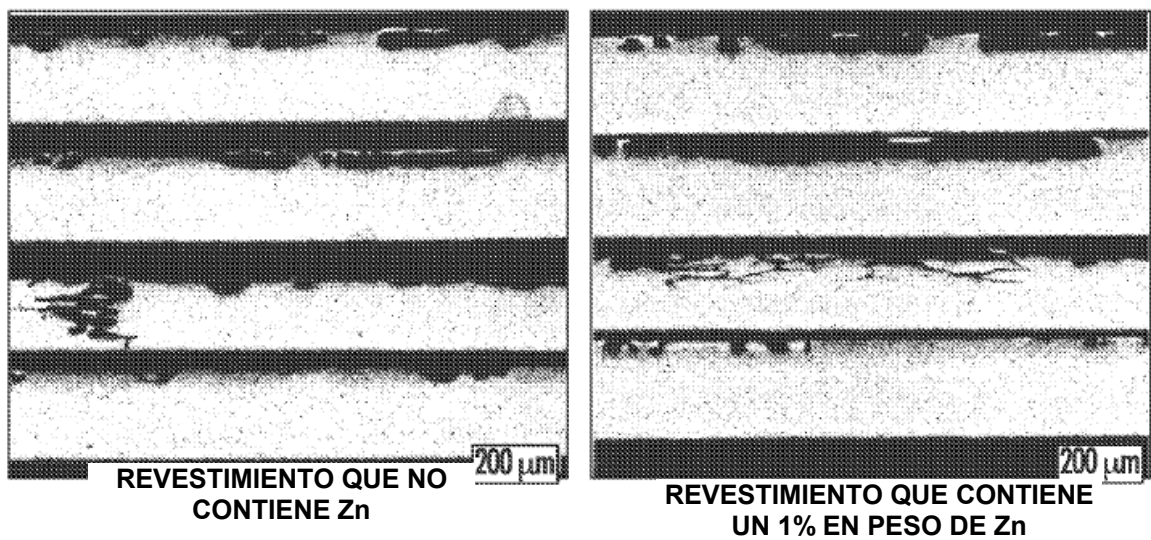 200 μm
REVESTIMIENTO QUE NO
CONTIENE Zn
200 μm
REVESTIMIENTO QUE CONTIENE
UN 1% EN PESO DE Zn